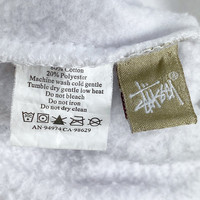 80% Cotton
20% Polyester
Machine wash cold gentle
Tumble dry gentle low heat
Do not bleach
Do not iron
Do not dry clean
AN-94974 CA-98629
Stüssy
®